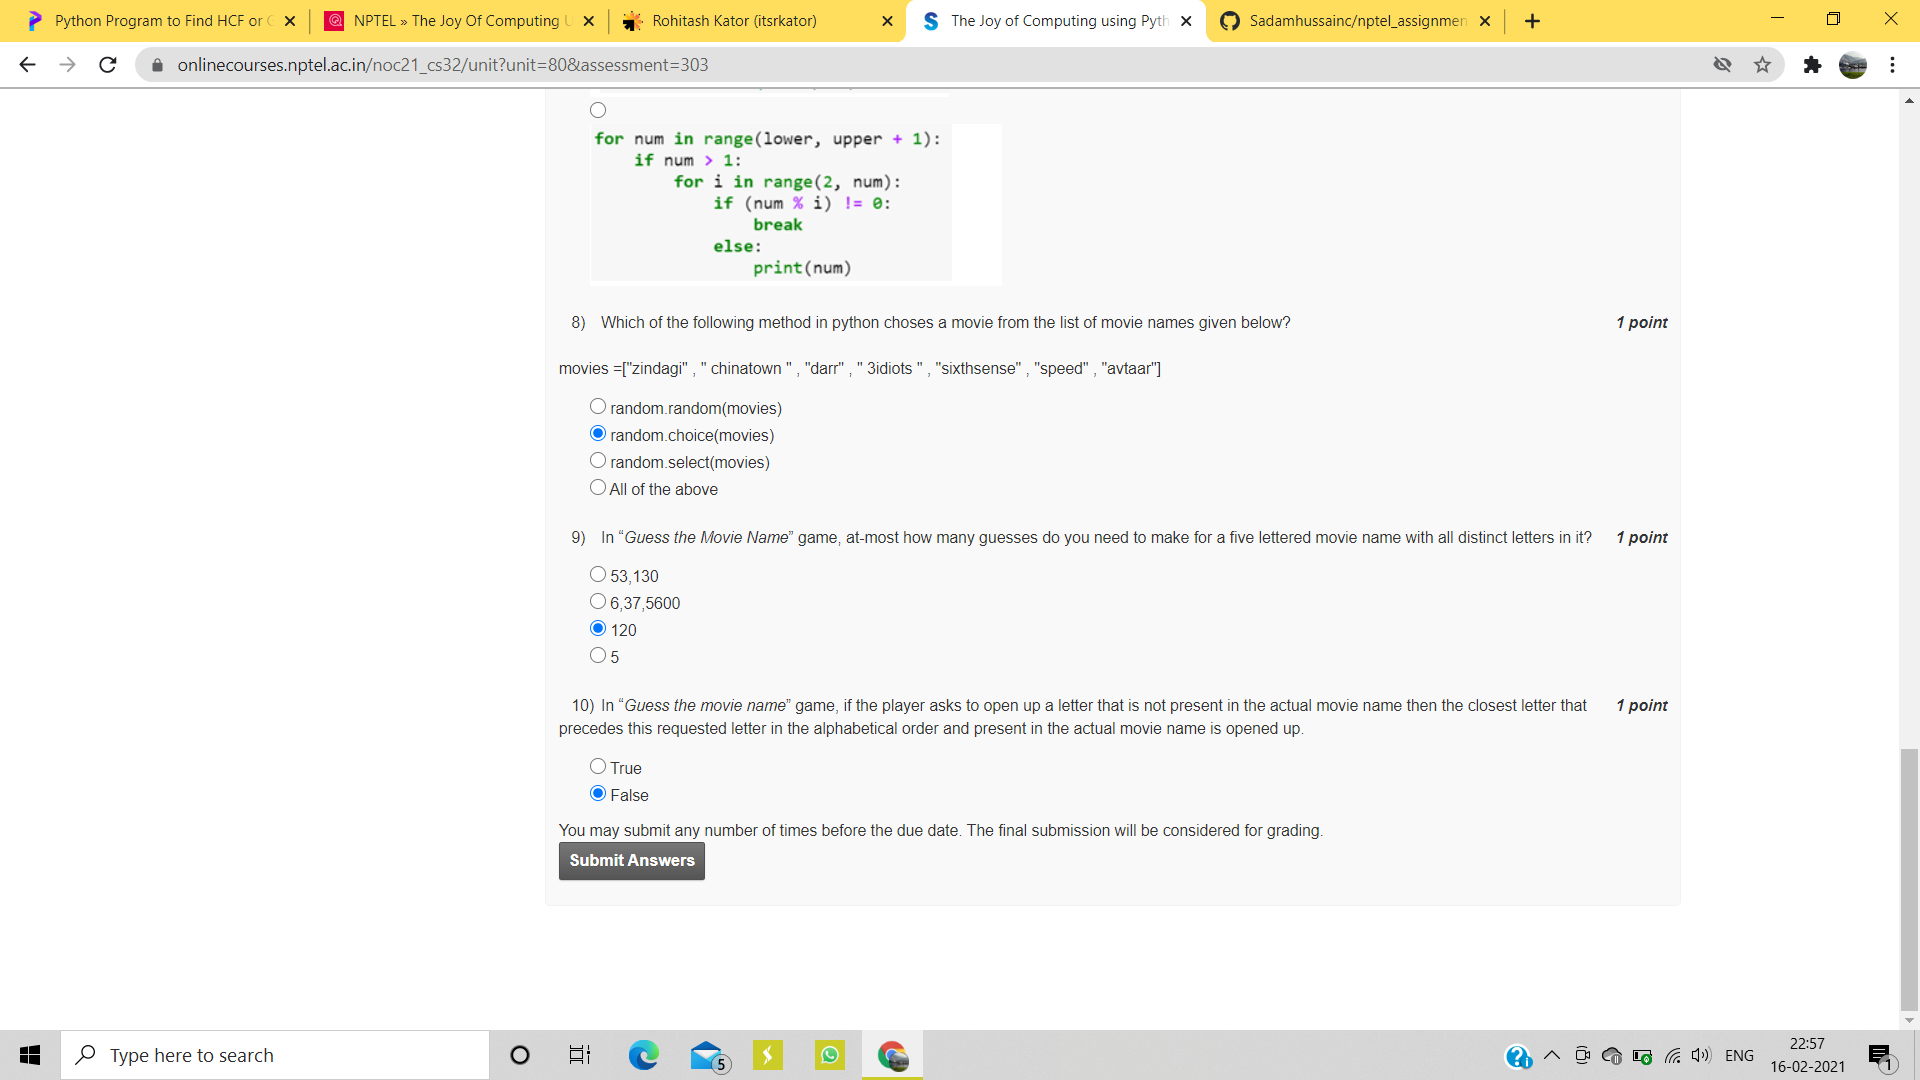 Python Program to Find HCF or
NPTEL » The Joy Of Computing
Rohitash Kator (itsrkator)
The Joy of Computing using Pyth
Sadamhussainc/nptel_assignmen
onlinecourses.nptel.ac.in/noc21_cs32/unit?unit=80&assessment=303
for num in range(lower, upper + 1):
if num > 1:
for i in range(2, num):
if (num % i) != 0:
break
else:
print(num)
8) Which of the following method in python choses a movie from the list of movie names given below? 1 point
movies =["zindagi" , " chinatown " , "darr" , " 3idiots " , "sixthsense" , "speed" , "avtaar"]
random.random(movies)
random.choice(movies)
random.select(movies)
All of the above
9) In “Guess the Movie Name” game, at-most how many guesses do you need to make for a five lettered movie name with all distinct letters in it? 1 point
53,130
6,37,5600
120
5
10) In “Guess the movie name” game, if the player asks to open up a letter that is not present in the actual movie name then the closest letter that 1 point
precedes this requested letter in the alphabetical order and present in the actual movie name is opened up.
True
False
You may submit any number of times before the due date. The final submission will be considered for grading.
Submit Answers
Type here to search
5
ENG
22:57
16-02-2021
1